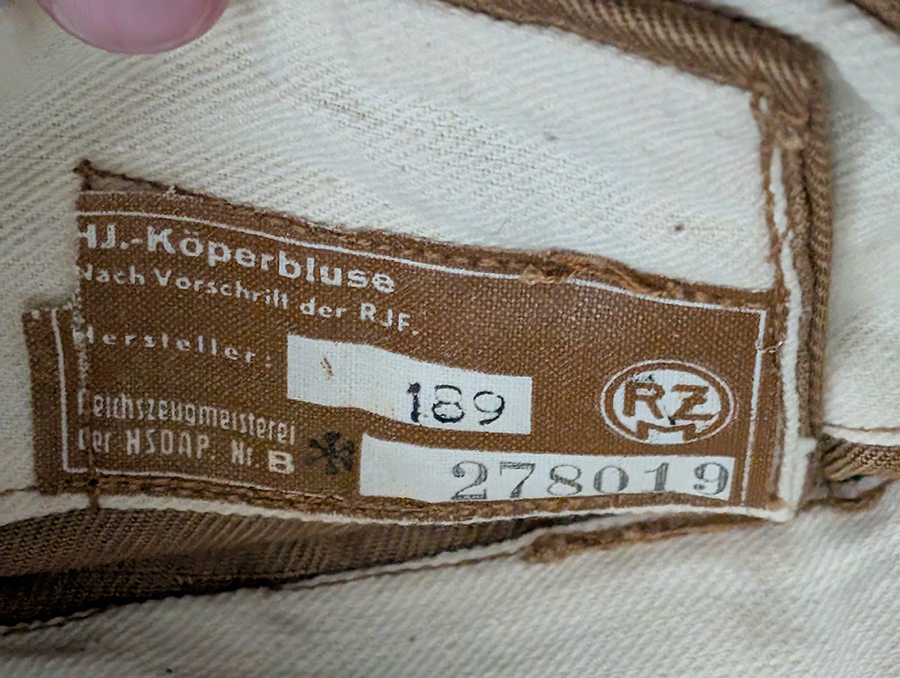 HJ.-Köperbluse
Nach Vorschrift der RJF.
Hersteller: 189
Reichszeugmeisterei
der NSDAP. Nr. B * 278019
RZM